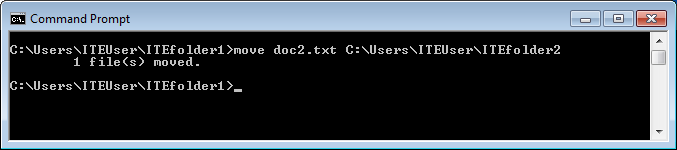 Command Prompt
C:\Users\ITEUser\ITEfolder1>move doc2.txt C:\Users\ITEUser\ITEfolder2
        1 file(s) moved.
C:\Users\ITEUser\ITEfolder1>_